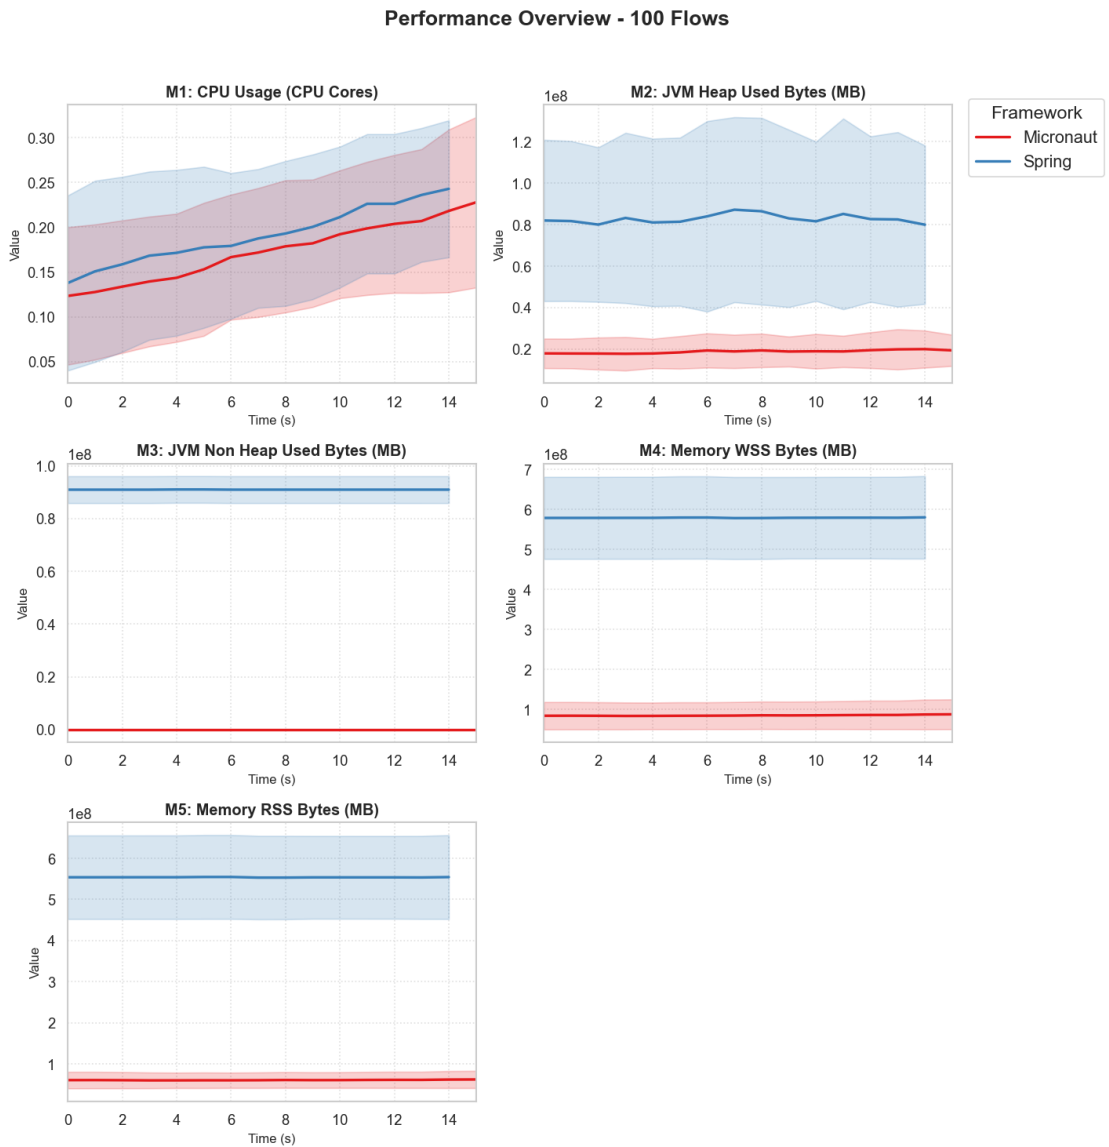 Performance Overview - 100 Flows
M1: CPU Usage (CPU Cores)
Value
0.30
0.25
0.20
0.15
0.10
0.05
0 2 4 6 8 10 12 14
Time (s)
M2: JVM Heap Used Bytes (MB)
1e8
Value
1.2
1.0
0.8
0.6
0.4
0.2
0 2 4 6 8 10 12 14
Time (s)
Framework
Micronaut
Spring
M3: JVM Non Heap Used Bytes (MB)
1e8
Value
1.0
0.8
0.6
0.4
0.2
0.0
0 2 4 6 8 10 12 14
Time (s)
M4: Memory WSS Bytes (MB)
1e8
Value
7
6
5
4
3
2
1
0 2 4 6 8 10 12 14
Time (s)
M5: Memory RSS Bytes (MB)
1e8
Value
6
5
4
3
2
1
0 2 4 6 8 10 12 14
Time (s)